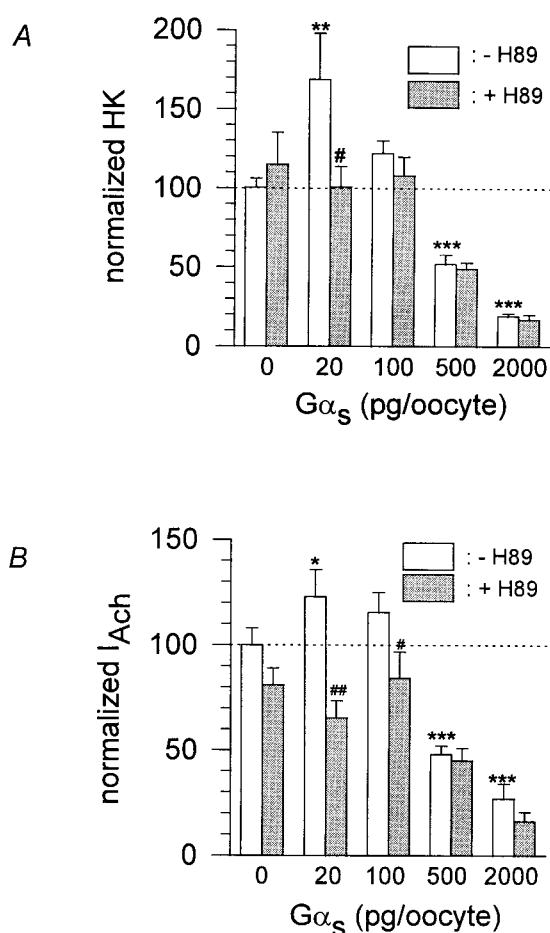 A
normalized HK
200
150
100
50
0
**
#
***
***
: - H89
: + H89
0 20 100 500 2000
Gαs (pg/oocyte)
B
normalized IAch
150
100
50
0
*
##
#
***
***
: - H89
: + H89
0 20 100 500 2000
Gαs (pg/oocyte)